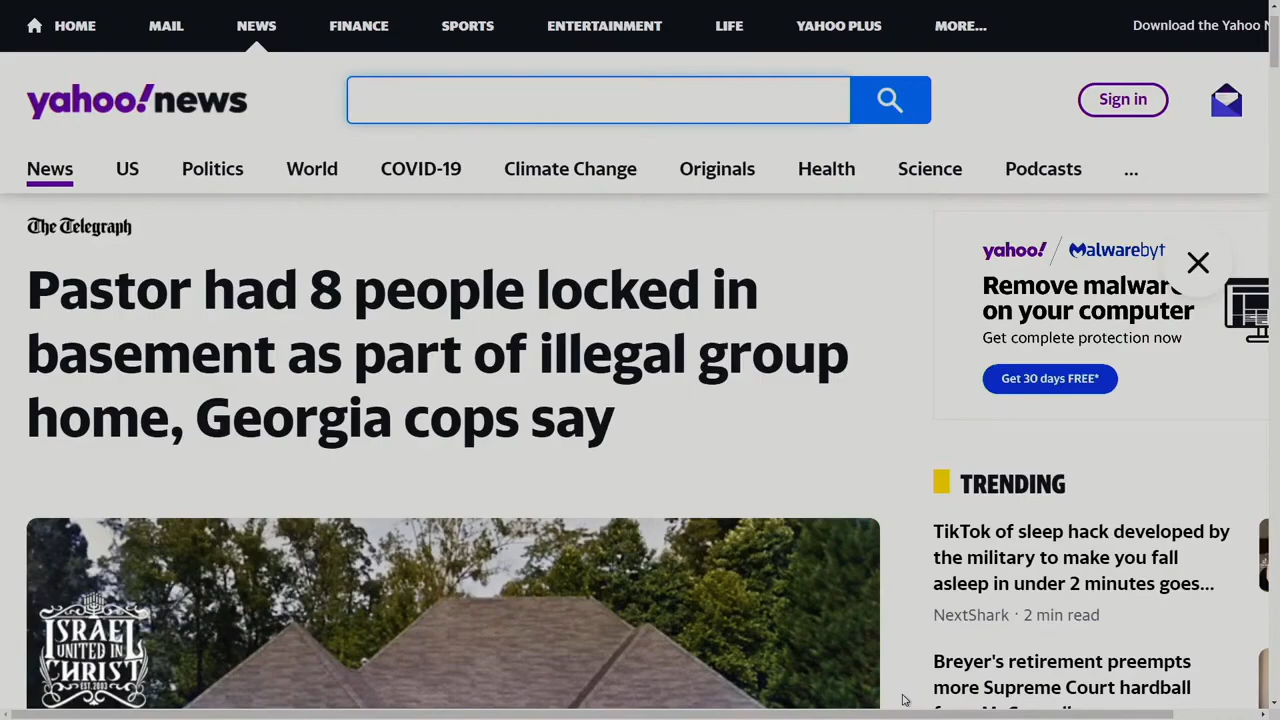 HOME MAIL NEWS FINANCE SPORTS ENTERTAINMENT LIFE YAHOO PLUS MORE... Download the Yahoo N
yahoo!news
Sign in
News US Politics World COVID-19 Climate Change Originals Health Science Podcasts ...
The Telegraph
Pastor had 8 people locked in
basement as part of illegal group
home, Georgia cops say
yahoo! / Malwarebyt
Remove malware
on your computer
Get complete protection now
Get 30 days FREE*
TRENDING
TikTok of sleep hack developed by
the military to make you fall
asleep in under 2 minutes goes...
NextShark · 2 min read
Breyer's retirement preempts
more Supreme Court hardball
ISRAEL
UNITED IN
CHRIST
EST. 2003